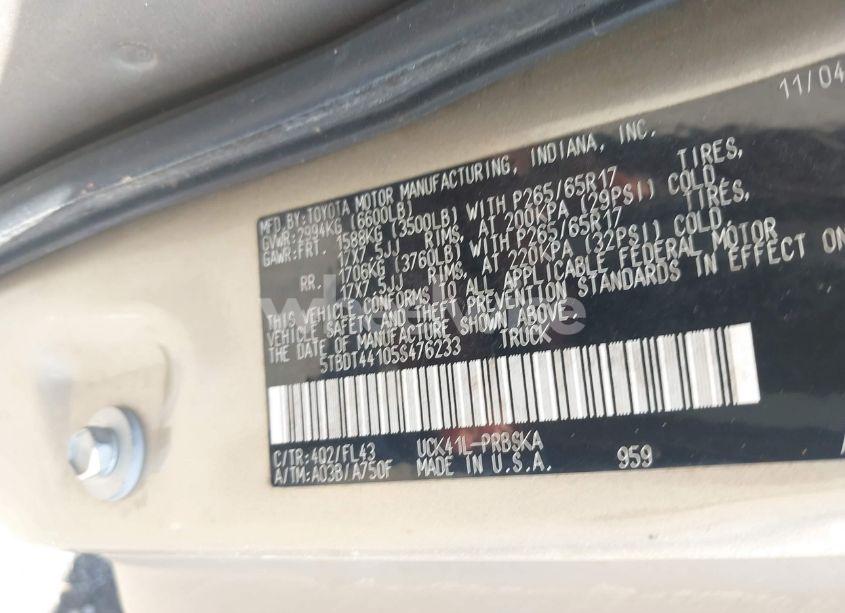 11/04
MFD.BY:TOYOTA MOTOR MANUFACTURING, INDIANA, INC.
GVWR:2994KG (6600LB)
GAWR:FRT. 1588KG (3500LB) WITH P265/65R17 TIRES,
17X7.5JJ RIMS, AT 200KPA (29PSI) COLD,
RR. 1706KG (3760LB) WITH P265/65R17 TIRES,
17X7.5JJ RIMS, AT 220KPA (32PSI) COLD,
THIS VEHICLE CONFORMS TO ALL APPLICABLE FEDERAL MOTOR
VEHICLE SAFETY AND THEFT PREVENTION STANDARDS IN EFFECT ON
THE DATE OF MANUFACTURE SHOWN ABOVE.
5TBDT44105S476233 TRUCK
C/TR:4Q2/FL43 UCK41L-PRBSKA
A/TM:A03B/A750F MADE IN U.S.A. 959